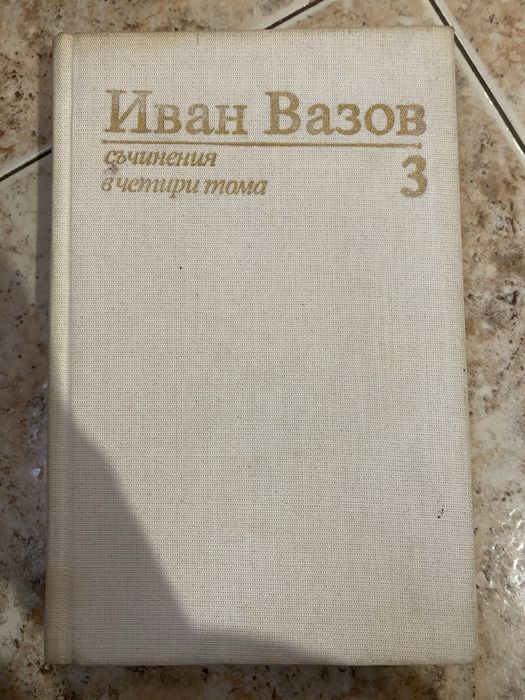 Иван Вазов
съчинения
в четири тома
3